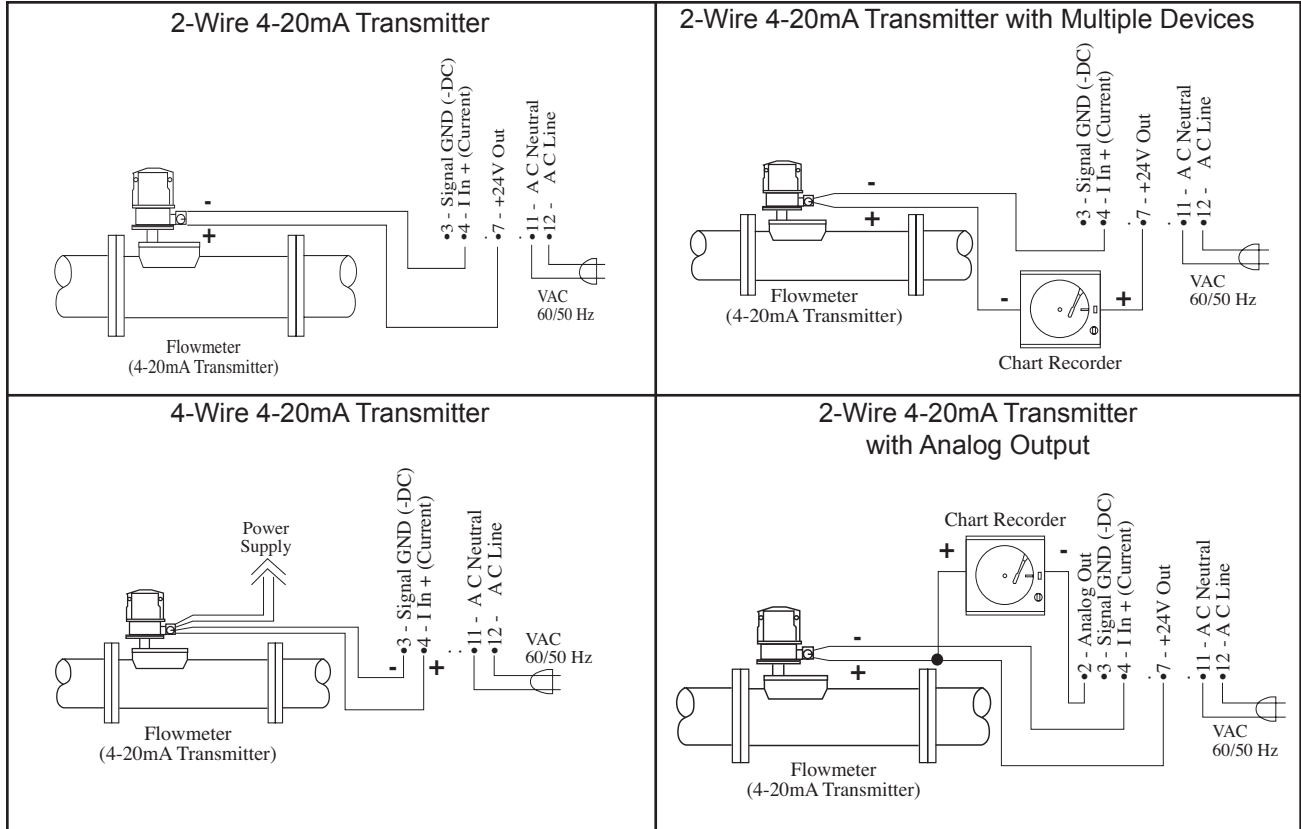 2-Wire 4-20mA Transmitter
3 - Signal GND (-DC)
4 - I In + (Current)
7 - +24V Out
11 - A C Neutral
12 - A C Line
-
+
VAC
60/50 Hz
Flowmeter
(4-20mA Transmitter)
2-Wire 4-20mA Transmitter with Multiple Devices
3 - Signal GND (-DC)
4 - I In + (Current)
7 - +24V Out
11 - A C Neutral
12 - A C Line
-
+
-
+
VAC
60/50 Hz
Flowmeter
(4-20mA Transmitter)
Chart Recorder
4-Wire 4-20mA Transmitter
Power
Supply
3 - Signal GND (-DC)
4 - I In + (Current)
11 - A C Neutral
12 - A C Line
-
+
VAC
60/50 Hz
Flowmeter
(4-20mA Transmitter)
2-Wire 4-20mA Transmitter
with Analog Output
Chart Recorder
+
-
2 - Analog Out
3 - Signal GND (-DC)
4 - I In + (Current)
7 - +24V Out
11 - A C Neutral
12 - A C Line
-
+
VAC
60/50 Hz
Flowmeter
(4-20mA Transmitter)